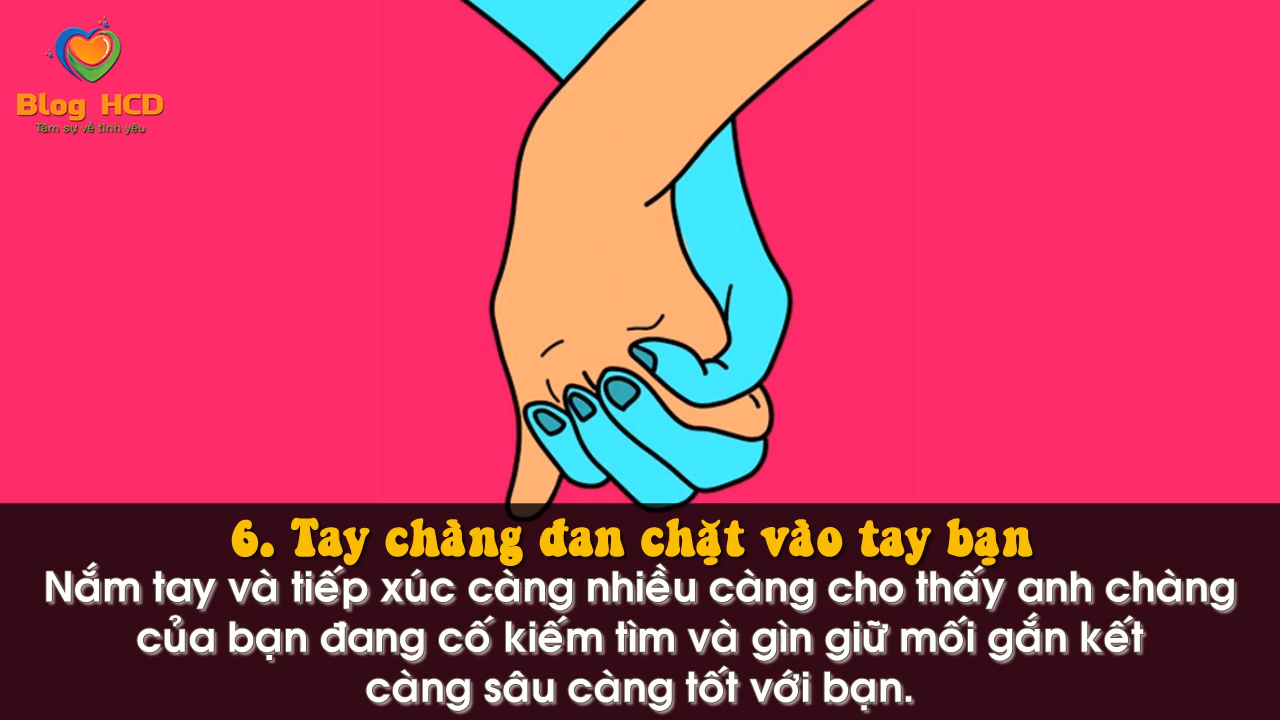 Blog HCD
Tâm sự về tình yêu
6. Tay chàng đan chặt vào tay bạn
Nắm tay và tiếp xúc càng nhiều càng cho thấy anh chàng
của bạn đang cố kiếm tìm và gìn giữ mối gắn kết
càng sâu càng tốt với bạn.